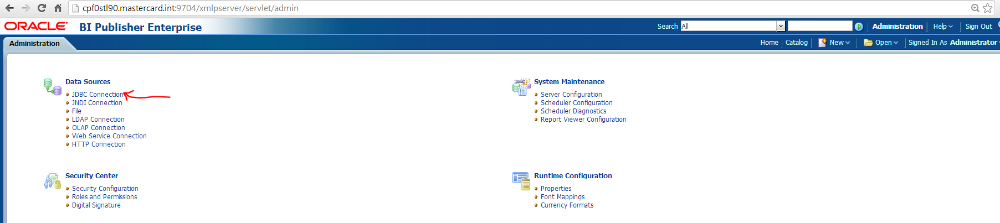 cpf0stl90.mastercard.int:9704/xmlpserver/servlet/admin
ORACLE BI Publisher Enterprise
Search All Administration Help Sign Out
Administration
Home Catalog New Open Signed In As Administrator
Data Sources
JDBC Connection
JNDI Connection
File
LDAP Connection
OLAP Connection
Web Service Connection
HTTP Connection
System Maintenance
Server Configuration
Scheduler Configuration
Scheduler Diagnostics
Report Viewer Configuration
Security Center
Security Configuration
Roles and Permissions
Digital Signature
Runtime Configuration
Properties
Font Mappings
Currency Formats